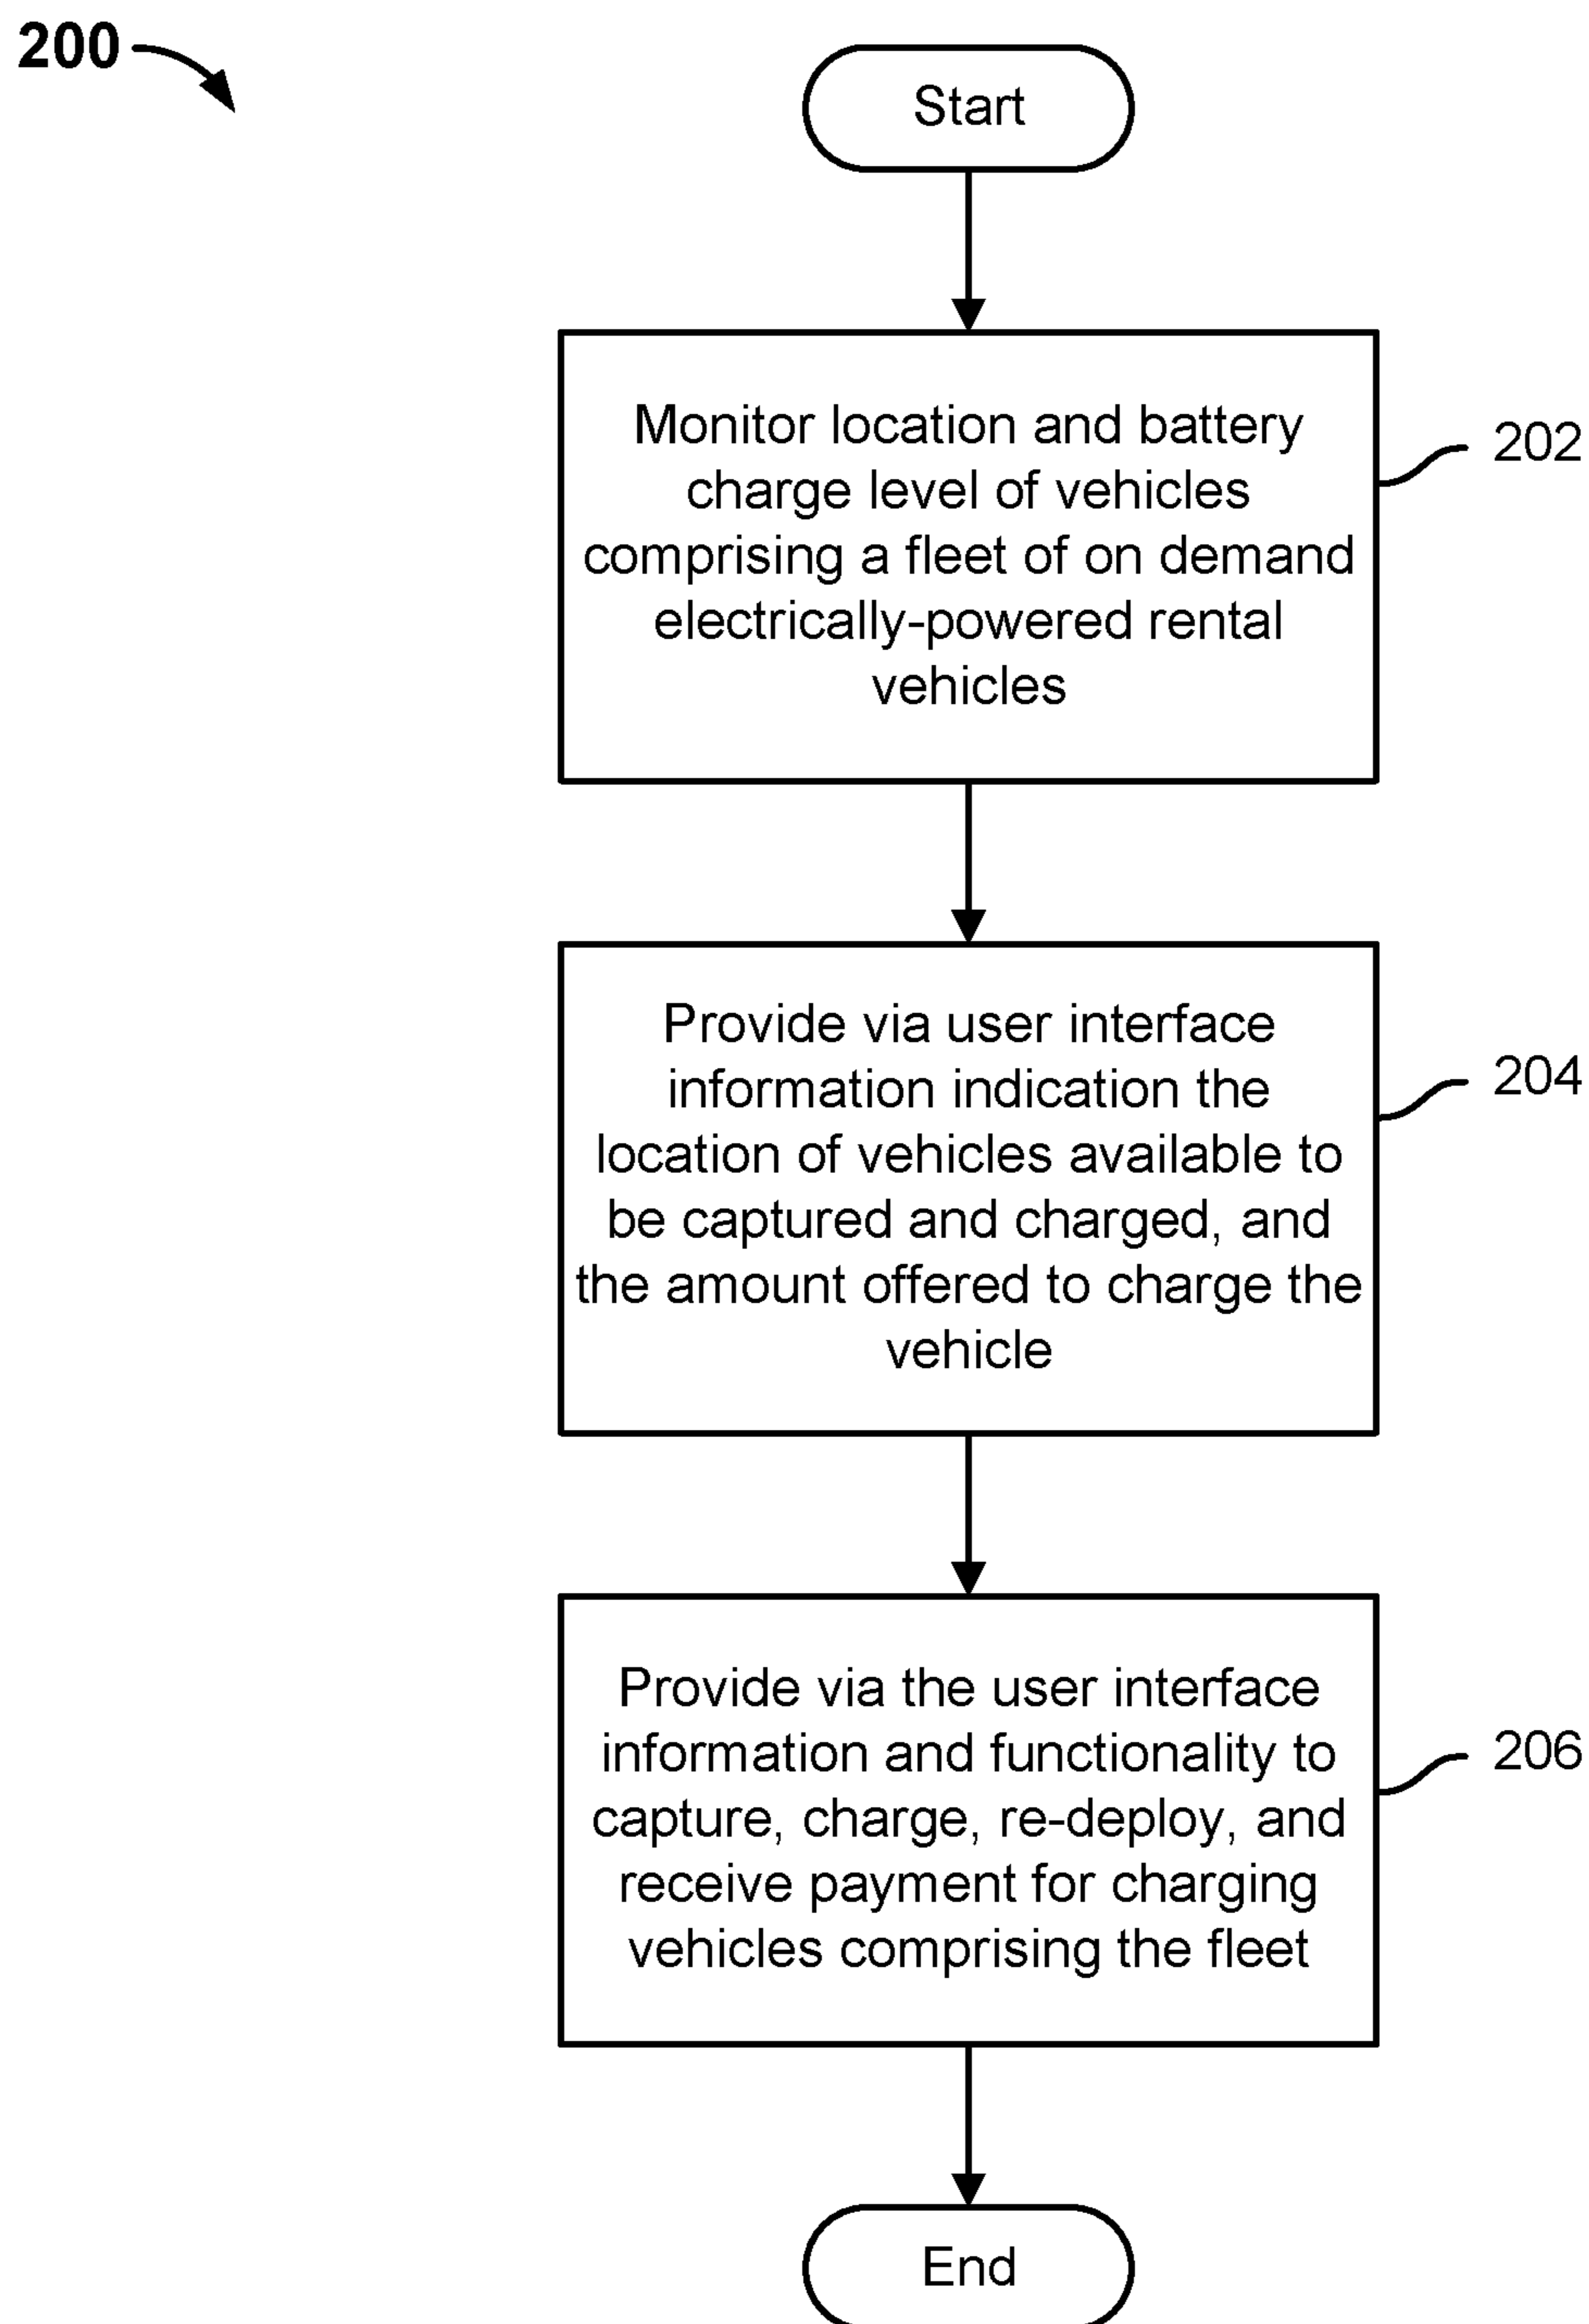 200
Start
Monitor location and battery
charge level of vehicles
comprising a fleet of on demand
electrically-powered rental
vehicles
202
Provide via user interface
information indication the
location of vehicles available to
be captured and charged, and
the amount offered to charge the
vehicle
204
Provide via the user interface
information and functionality to
capture, charge, re-deploy, and
receive payment for charging
vehicles comprising the fleet
206
End